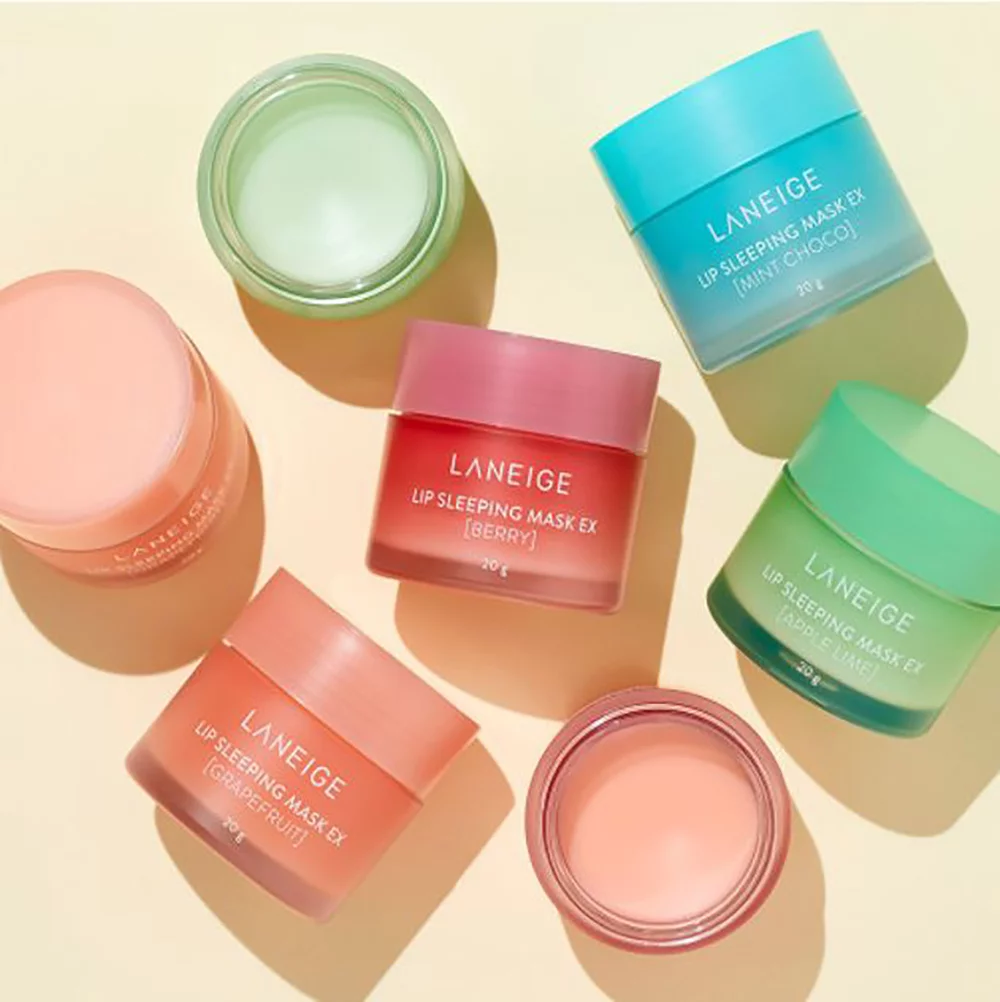 LANEIGE
LIP SLEEPING MASK EX
[MINT CHOCO]
20 g
LANEIGE
LIP SLEEPING MASK EX
[BERRY]
20 g
LANEIGE
LANEIGE
LIP SLEEPING MASK EX
[APPLE LIME]
20 g
LANEIGE
LIP SLEEPING MASK EX
[GRAPEFRUIT]
20 g